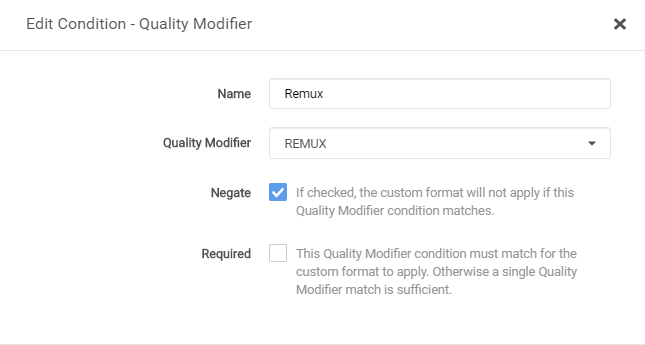 Edit Condition - Quality Modifier
Name
Remux
Quality Modifier
REMUX
Negate
If checked, the custom format will not apply if this
Quality Modifier condition matches.
Required
This Quality Modifier condition must match for the
custom format to apply. Otherwise a single Quality
Modifier match is sufficient.